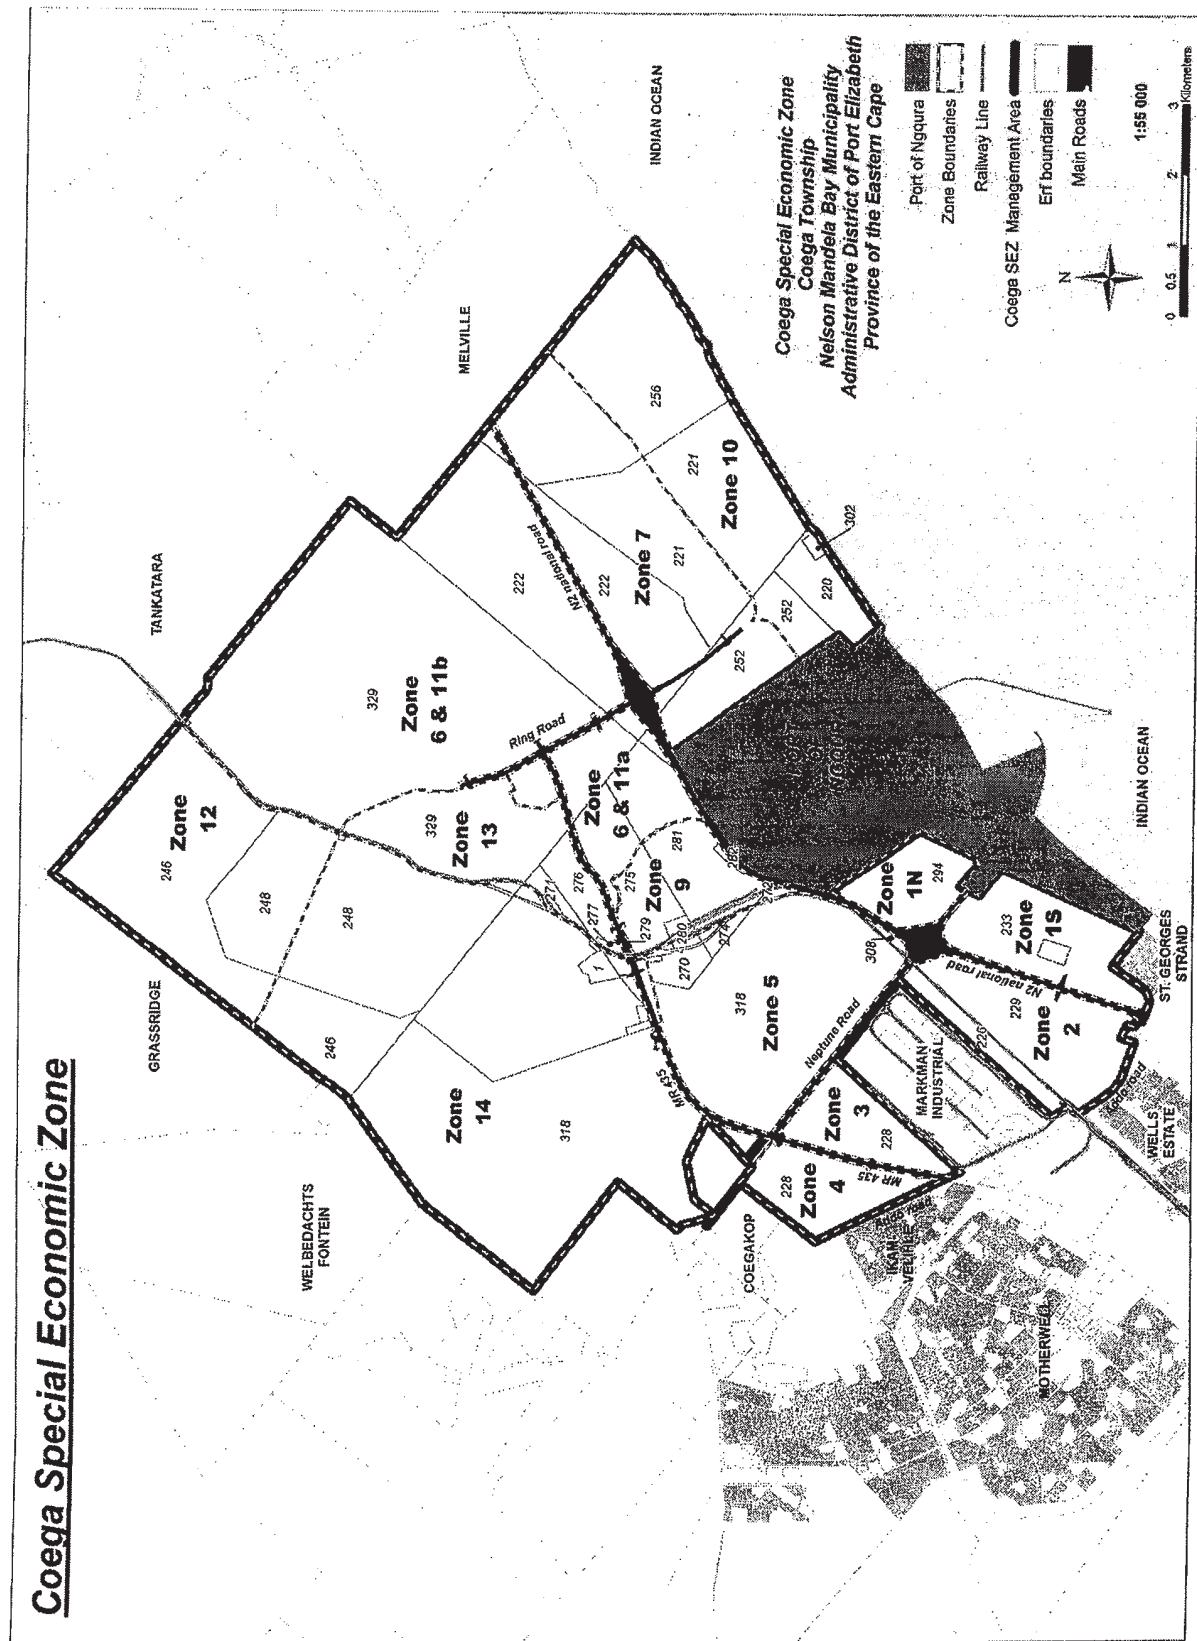 Coega Special Economic Zone
GRASSRIDGE
TANKATARA
MELVILLE
INDIAN OCEAN
WELBEDACHTS
FONTEIN
COEGAKOP
MOTHERWELL
MARKMAN
INDUSTRIAL
WELLS
ESTATE
ST. GEORGES
STRAND
INDIAN OCEAN
246
Zone
12
248
248
246
329
Zone
6 & 11b
329
Zone
13
Ring Road
Zone
14
318
222
N2 national road
222
Zone 7
221
221
256
Zone 10
302
220
252
252
Zone
6 & 11a
271
276
277
275
281
279
Zone
9
280
270
274
272
1
MR 435
318
Zone 5
308
Neptune Road
Zone
3
228
228
Zone
4
MR 435
Zone
1N
294
233
Zone
1S
N2 national road
229
Zone
2
226
PORT
OF
NGQURA
Coega Special Economic Zone
Coega Township
Nelson Mandela Bay Municipality
Administrative District of Port Elizabeth
Province of the Eastern Cape
Port of Ngqura
Zone Boundaries
Railway Line
Coega SEZ Management Area
Erf boundaries
Main Roads
N
1:55 000
0 0.5 1 2 3
Kilometers